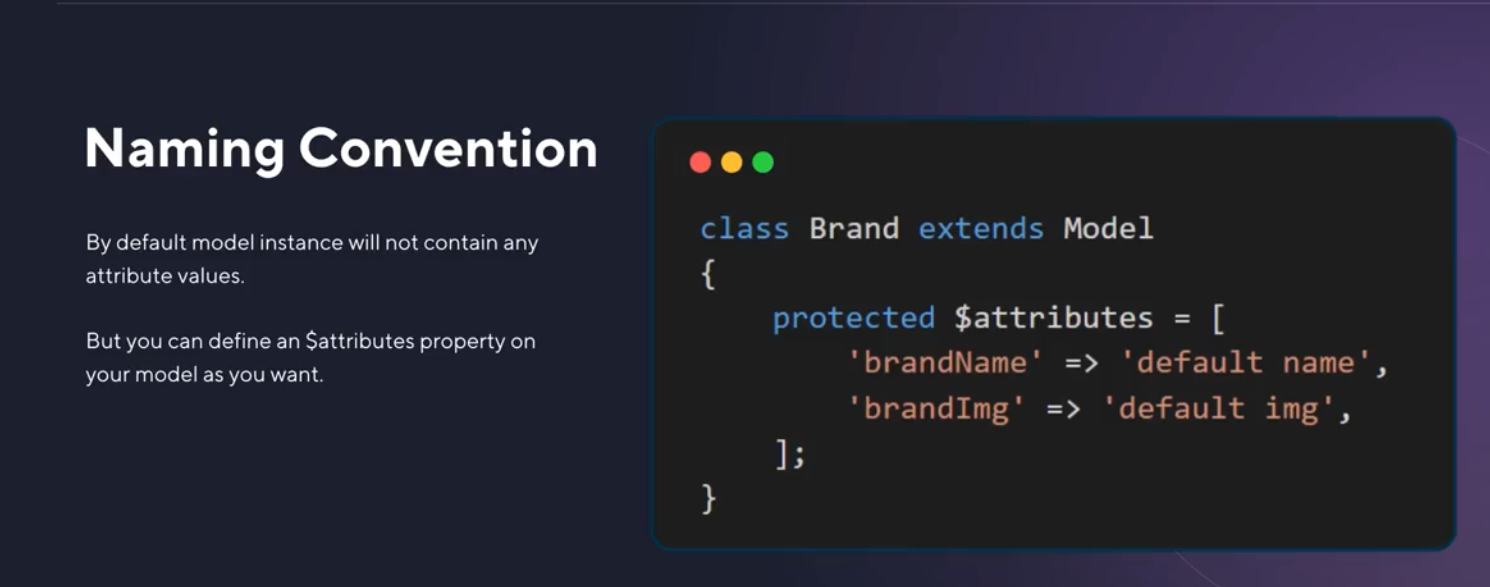 Naming Convention
By default model instance will not contain any
attribute values.
But you can define an $attributes property on
your model as you want.
class Brand extends Model
{
    protected $attributes = [
        'brandName' => 'default name',
        'brandImg' => 'default img',
    ];
}